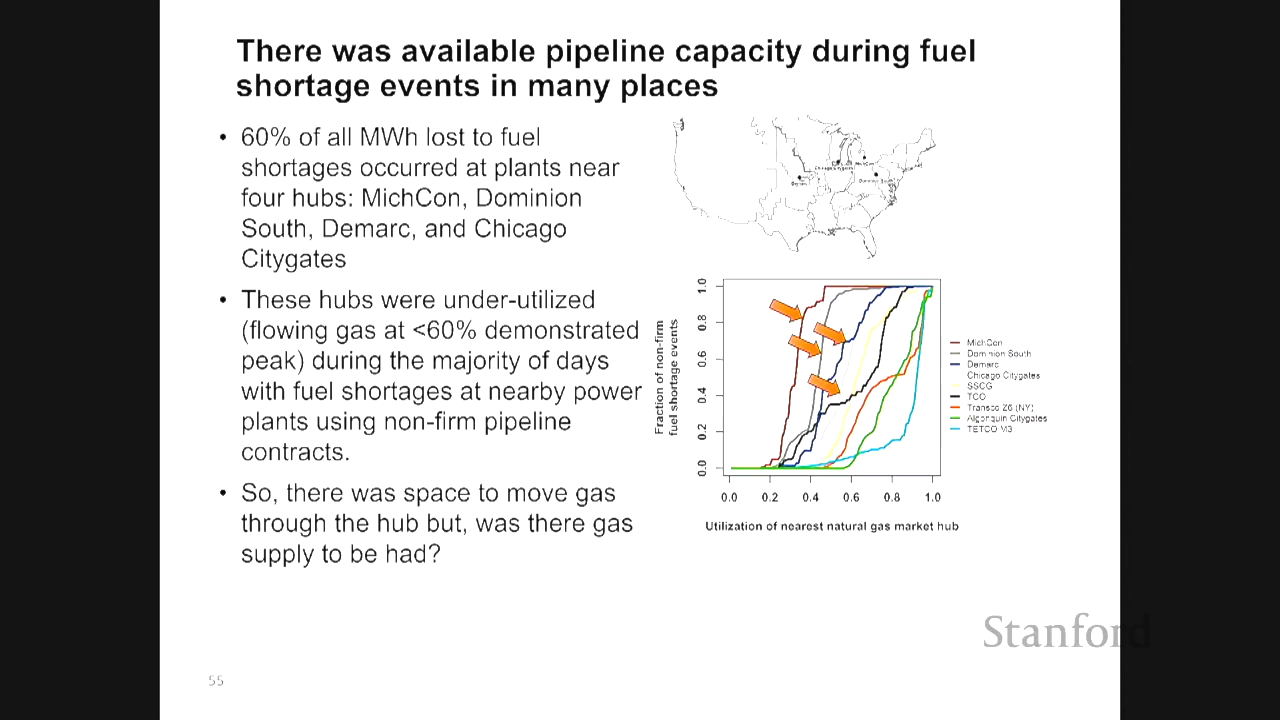 There was available pipeline capacity during fuel
shortage events in many places
• 60% of all MWh lost to fuel
shortages occurred at plants near
four hubs: MichCon, Dominion
South, Demarc, and Chicago
Citygates
• These hubs were under-utilized
(flowing gas at <60% demonstrated
peak) during the majority of days
with fuel shortages at nearby power
plants using non-firm pipeline
contracts.
• So, there was space to move gas
through the hub but, was there gas
supply to be had?
Fraction of non-firm
fuel shortage events
1.0
0.8
0.6
0.4
0.2
0.0
0.0 0.2 0.4 0.6 0.8 1.0
Utilization of nearest natural gas market hub
MichCon
Dominion South
Demarc
Chicago Citygates
SSCG
TCO
Transco Z6 (NY)
Algonquin Citygates
TETCO M3
Stanford
55